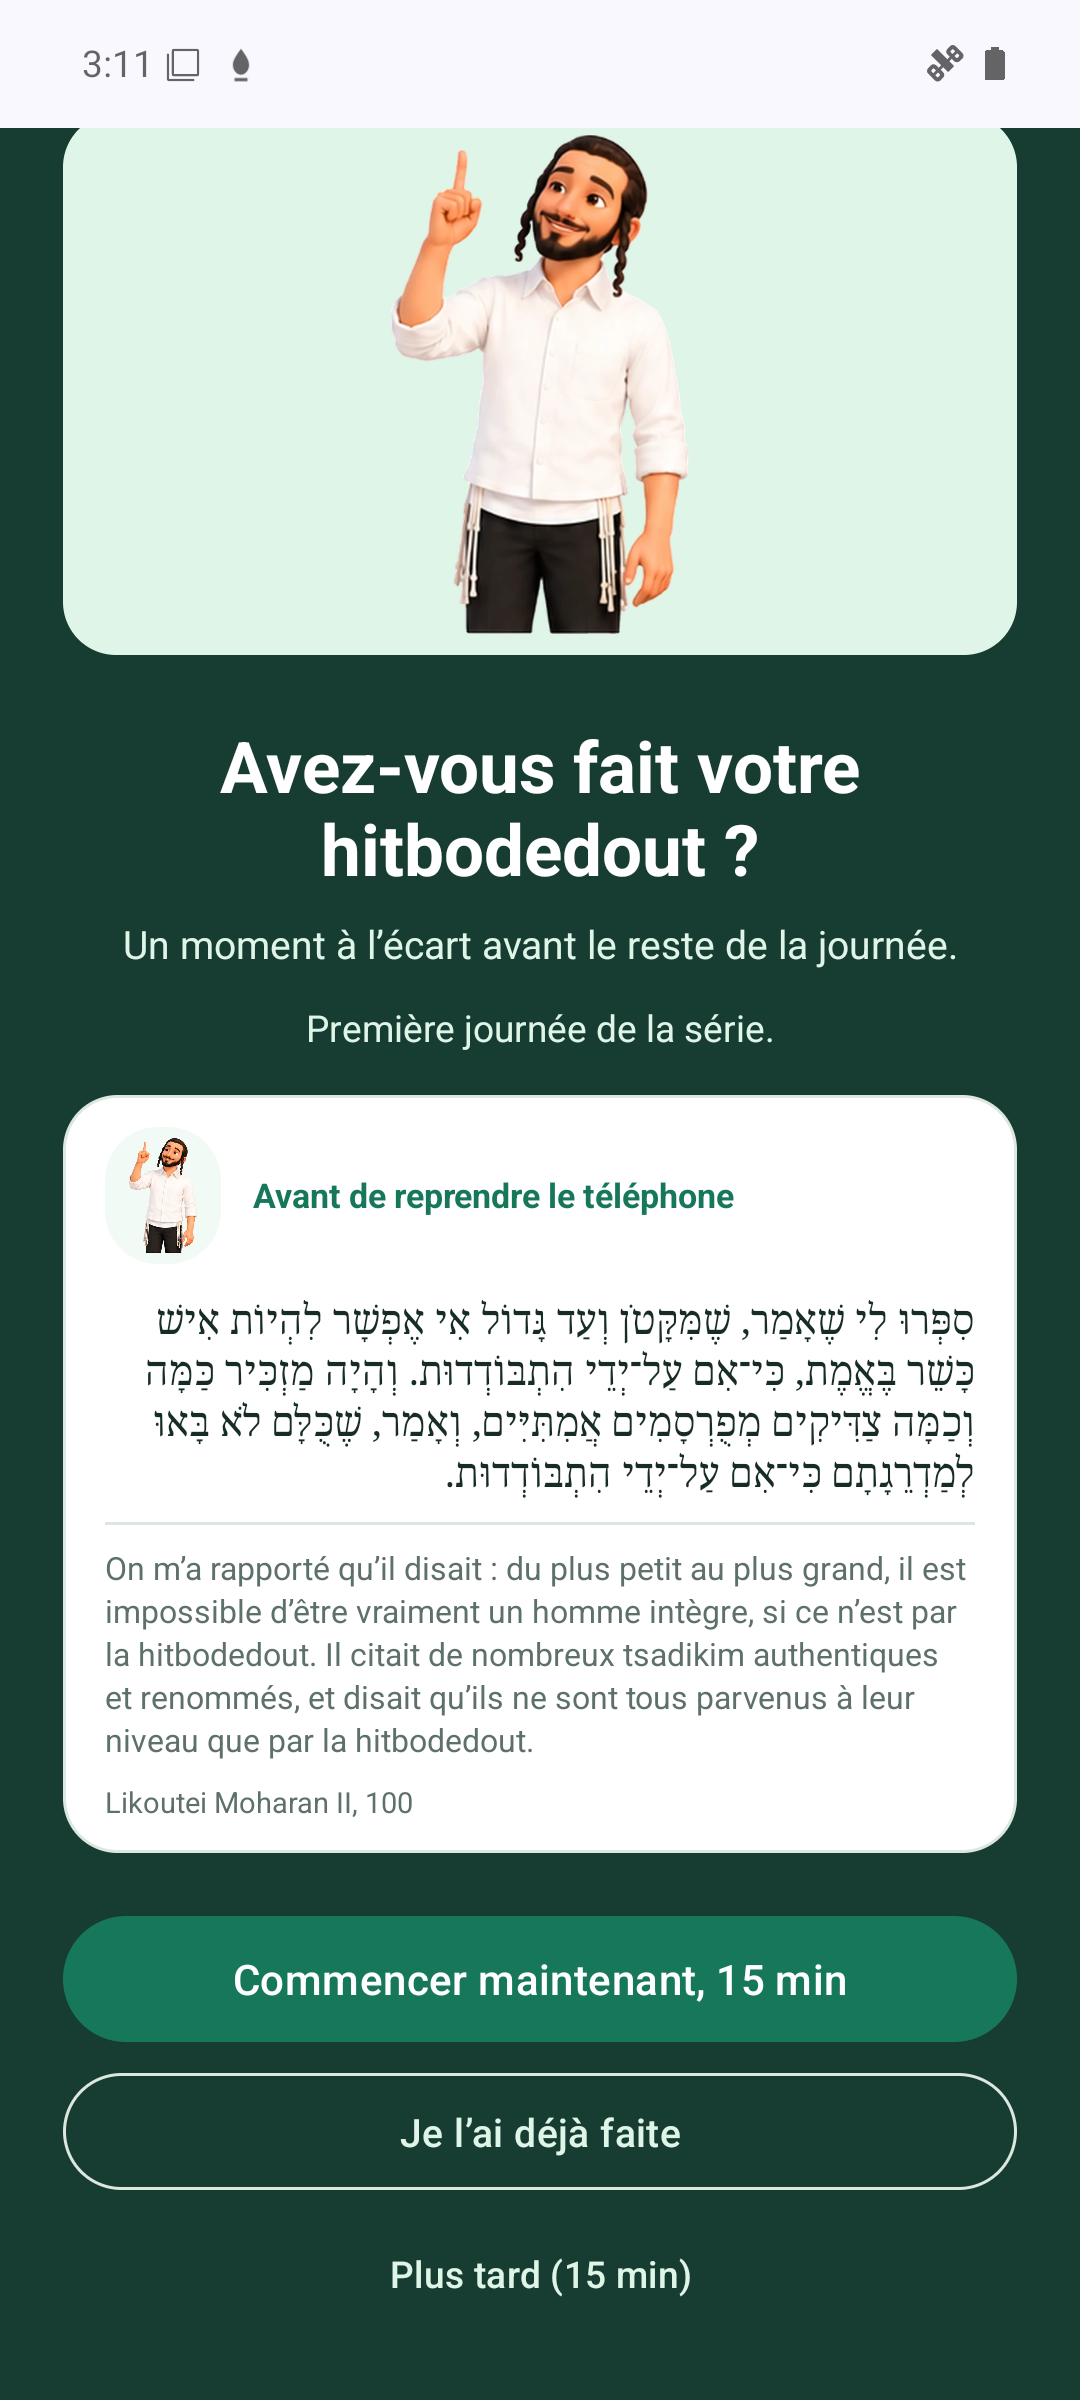 3:11
Avez-vous fait votre
hitbodedout ?
Un moment à l’écart avant le reste de la journée.
Première journée de la série.
Avant de reprendre le téléphone
סִפְּרוּ לִי שֶׁאָמַר, שֶׁמִּקָּטֹן וְעַד גָּדוֹל אִי אֶפְשָׁר לִהְיוֹת אִישׁ
כָּשֵׁר בֶּאֱמֶת, כִּי־אִם עַל־יְדֵי הִתְבּוֹדְדוּת. וְהָיָה מַזְכִּיר כַּמָּה
וְכַמָּה צַדִּיקִים מְפֻרְסָמִים אֲמִתִּיִּים, וְאָמַר, שֶׁכֻּלָּם לֹא בָּאוּ
לְמַדְרֵגָתָם כִּי־אִם עַל־יְדֵי הִתְבּוֹדְדוּת.
On m’a rapporté qu’il disait : du plus petit au plus grand, il est
impossible d’être vraiment un homme intègre, si ce n’est par
la hitbodedout. Il citait de nombreux tsadikim authentiques
et renommés, et disait qu’ils ne sont tous parvenus à leur
niveau que par la hitbodedout.
Likoutei Moharan II, 100
Commencer maintenant, 15 min
Je l’ai déjà faite
Plus tard (15 min)